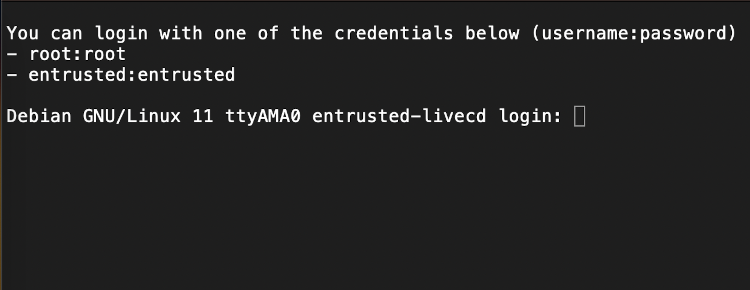 You can login with one of the credentials below (username:password)
- root:root
- entrusted:entrusted
Debian GNU/Linux 11 ttyAMA0 entrusted-livecd login: